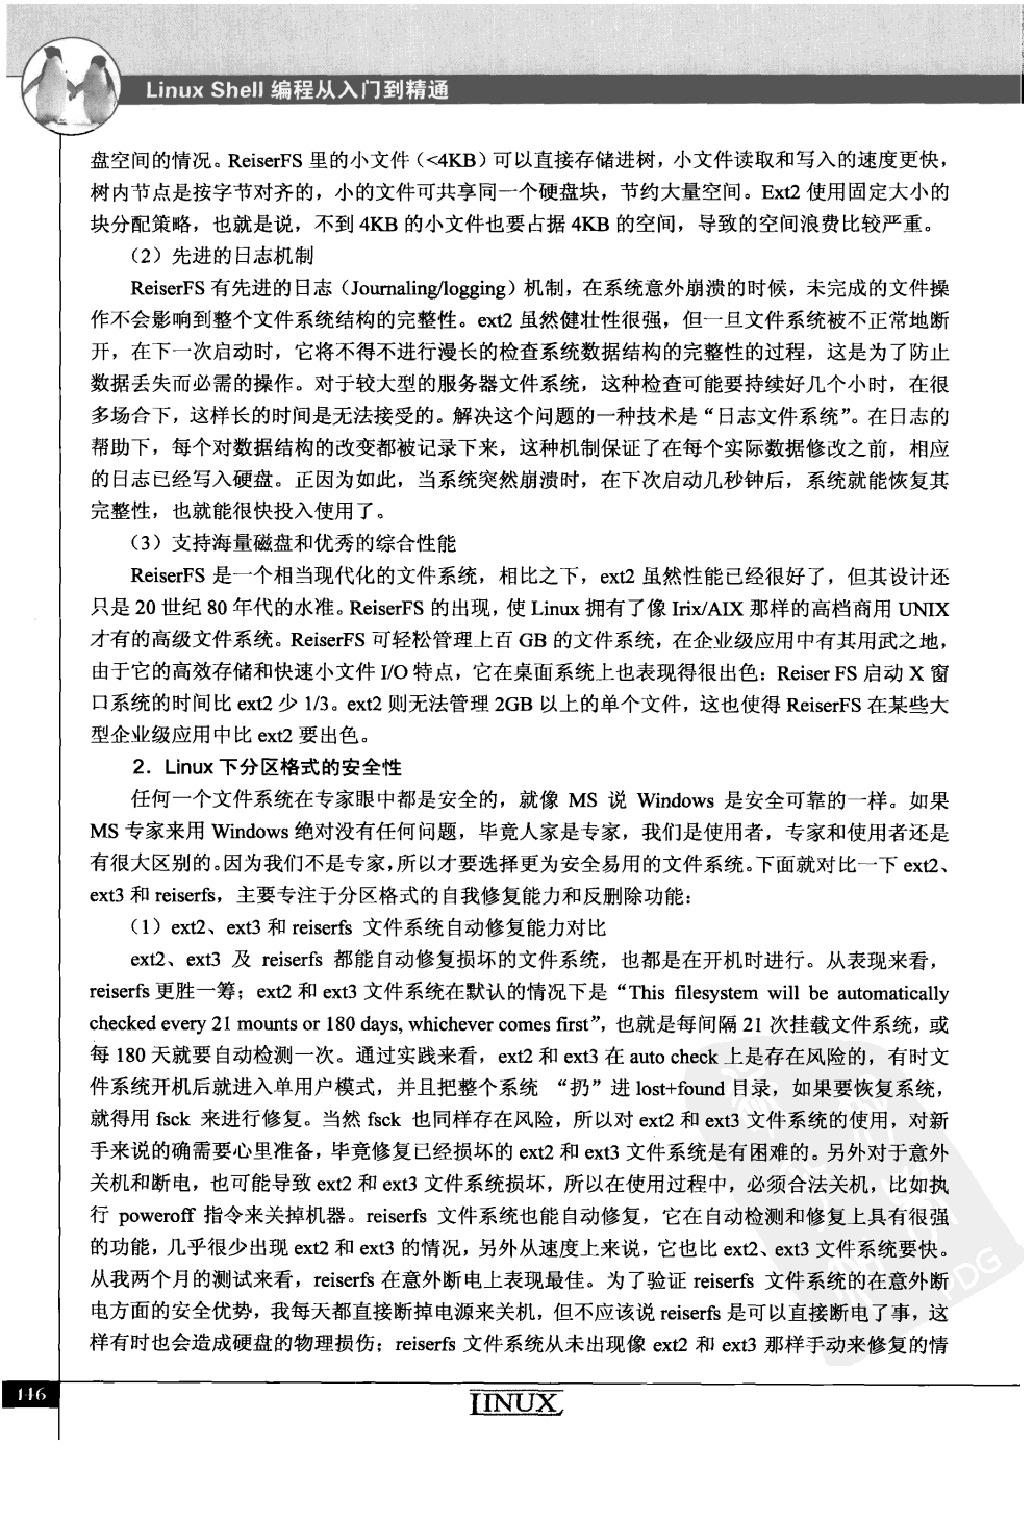 Linux Shell 编程从入门到精通
盘空间的情况。ReiserFS 里的小文件（<4KB）可以直接存储进树，小文件读取和写入的速度更快，
树内节点是按字节对齐的，小的文件可共享同一个硬盘块，节约大量空间。Ext2 使用固定大小的
块分配策略，也就是说，不到 4KB 的小文件也要占据 4KB 的空间，导致的空间浪费比较严重。
（2）先进的日志机制
ReiserFS 有先进的日志（Journaling/logging）机制，在系统意外崩溃的时候，未完成的文件操
作不会影响到整个文件系统结构的完整性。ext2 虽然健壮性很强，但一旦文件系统被不正常地断
开，在下一次启动时，它将不得不进行漫长的检查系统数据结构的完整性的过程，这是为了防止
数据丢失而必需的操作。对于较大型的服务器文件系统，这种检查可能要持续好几个小时，在很
多场合下，这样长的时间是无法接受的。解决这个问题的一种技术是“日志文件系统”。在日志的
帮助下，每个对数据结构的改变都被记录下来，这种机制保证了在每个实际数据修改之前，相应
的日志已经写入硬盘。正因为如此，当系统突然崩溃时，在下次启动几秒钟后，系统就能恢复其
完整性，也就能很快投入使用了。
（3）支持海量磁盘和优秀的综合性能
ReiserFS 是一个相当现代化的文件系统，相比之下，ext2 虽然性能已经很好了，但其设计还
只是 20 世纪 80 年代的水准。ReiserFS 的出现，使 Linux 拥有了像 Irix/AIX 那样的高档商用 UNIX
才有的高级文件系统。ReiserFS 可轻松管理上百 GB 的文件系统，在企业级应用中有其用武之地，
由于它的高效存储和快速小文件 I/O 特点，它在桌面系统上也表现得很出色：Reiser FS 启动 X 窗
口系统的时间比 ext2 少 1/3。ext2 则无法管理 2GB 以上的单个文件，这也使得 ReiserFS 在某些大
型企业级应用中比 ext2 要出色。
2．Linux 下分区格式的安全性
任何一个文件系统在专家眼中都是安全的，就像 MS 说 Windows 是安全可靠的一样。如果
MS 专家来用 Windows 绝对没有任何问题，毕竟人家是专家，我们是使用者，专家和使用者还是
有很大区别的。因为我们不是专家，所以才要选择更为安全易用的文件系统。下面就对比一下 ext2、
ext3 和 reiserfs，主要专注于分区格式的自我修复能力和反删除功能：
（1）ext2、ext3 和 reiserfs 文件系统自动修复能力对比
ext2、ext3 及 reiserfs 都能自动修复损坏的文件系统，也都是在开机时进行。从表现来看，
reiserfs 更胜一筹；ext2 和 ext3 文件系统在默认的情况下是“This filesystem will be automatically
checked every 21 mounts or 180 days, whichever comes first”，也就是每间隔 21 次挂载文件系统，或
每 180 天就要自动检测一次。通过实践来看，ext2 和 ext3 在 auto check 上是存在风险的，有时文
件系统开机后就进入单用户模式，并且把整个系统 “扔”进 lost+found 目录，如果要恢复系统，
就得用 fsck 来进行修复。当然 fsck 也同样存在风险，所以对 ext2 和 ext3 文件系统的使用，对新
手来说的确需要心里准备，毕竟修复已经损坏的 ext2 和 ext3 文件系统是有困难的。另外对于意外
关机和断电，也可能导致 ext2 和 ext3 文件系统损坏，所以在使用过程中，必须合法关机，比如执
行 poweroff 指令来关掉机器。reiserfs 文件系统也能自动修复，它在自动检测和修复上具有很强
的功能，几乎很少出现 ext2 和 ext3 的情况，另外从速度上来说，它也比 ext2、ext3 文件系统要快。
从我两个月的测试来看，reiserfs 在意外断电上表现最佳。为了验证 reiserfs 文件系统的在意外断
电方面的安全优势，我每天都直接断掉电源来关机，但不应该说 reiserfs 是可以直接断电了事，这
样有时也会造成硬盘的物理损伤；reiserfs 文件系统从未出现像 ext2 和 ext3 那样手动来修复的情
146
LINUX
PDG